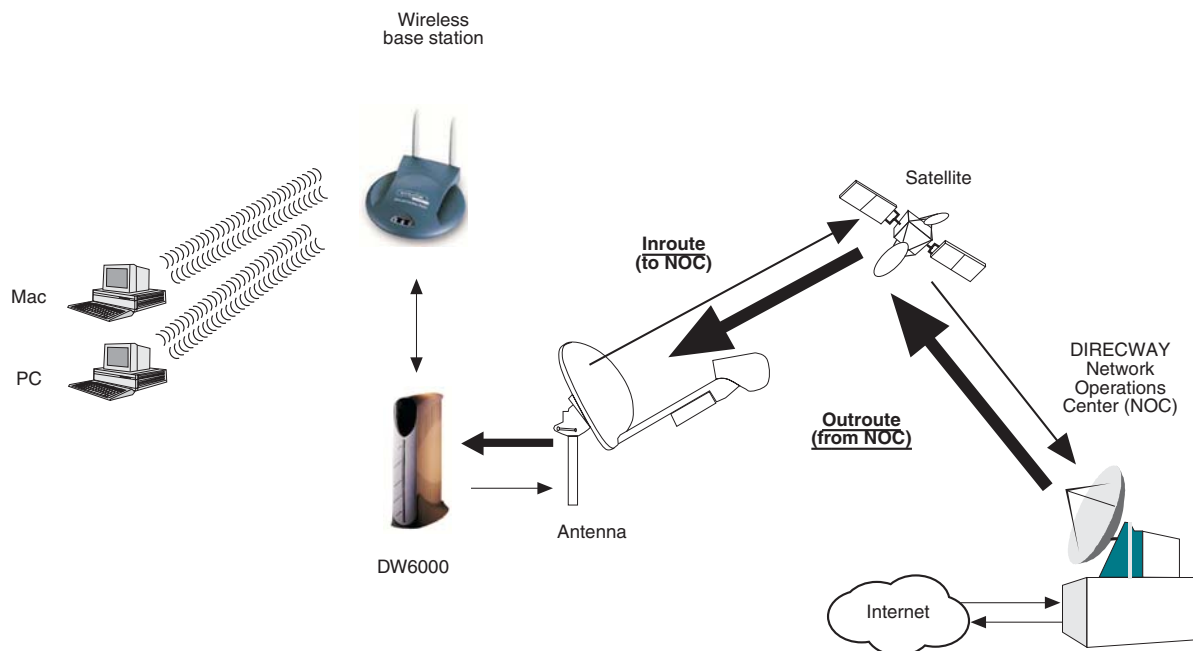 Wireless
base station
Satellite
Inroute
(to NOC)
Mac
PC
DIRECWAY
Network
Operations
Center (NOC)
Outroute
(from NOC)
Antenna
DW6000
Internet